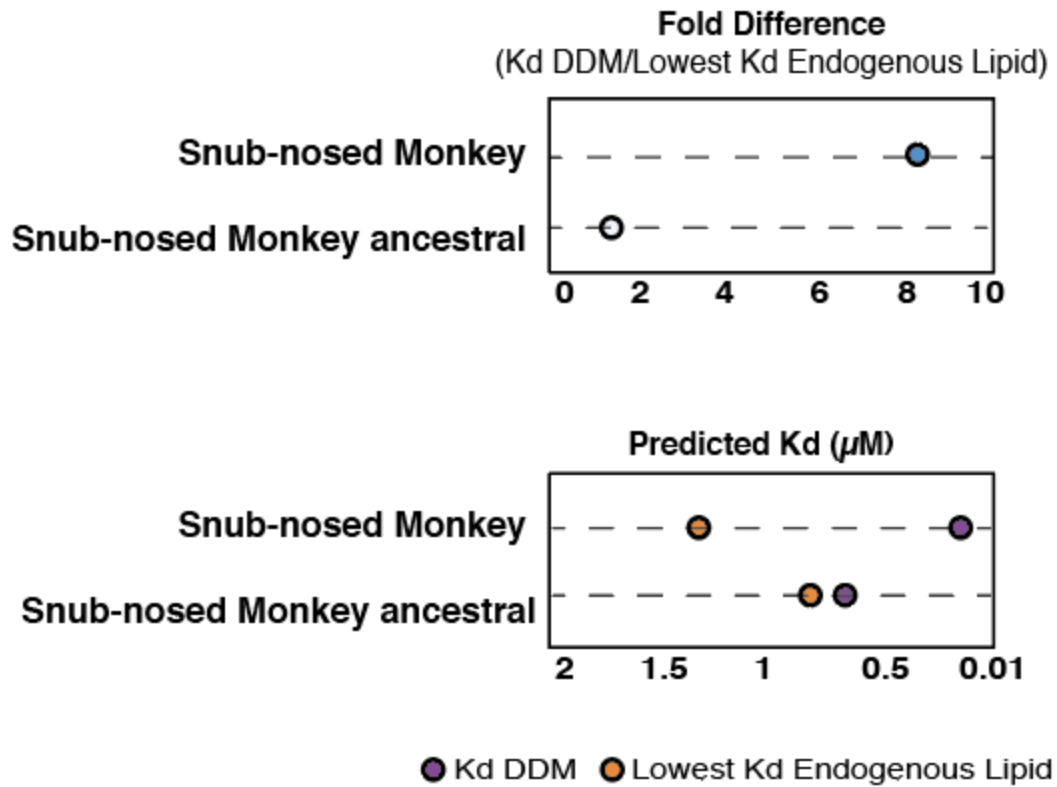 Fold Difference
(Kd DDM/Lowest Kd Endogenous Lipid)
Snub-nosed Monkey
Snub-nosed Monkey ancestral
0 2 4 6 8 10
Predicted Kd (µM)
Snub-nosed Monkey
Snub-nosed Monkey ancestral
2 1.5 1 0.5 0.01
Kd DDM Lowest Kd Endogenous Lipid